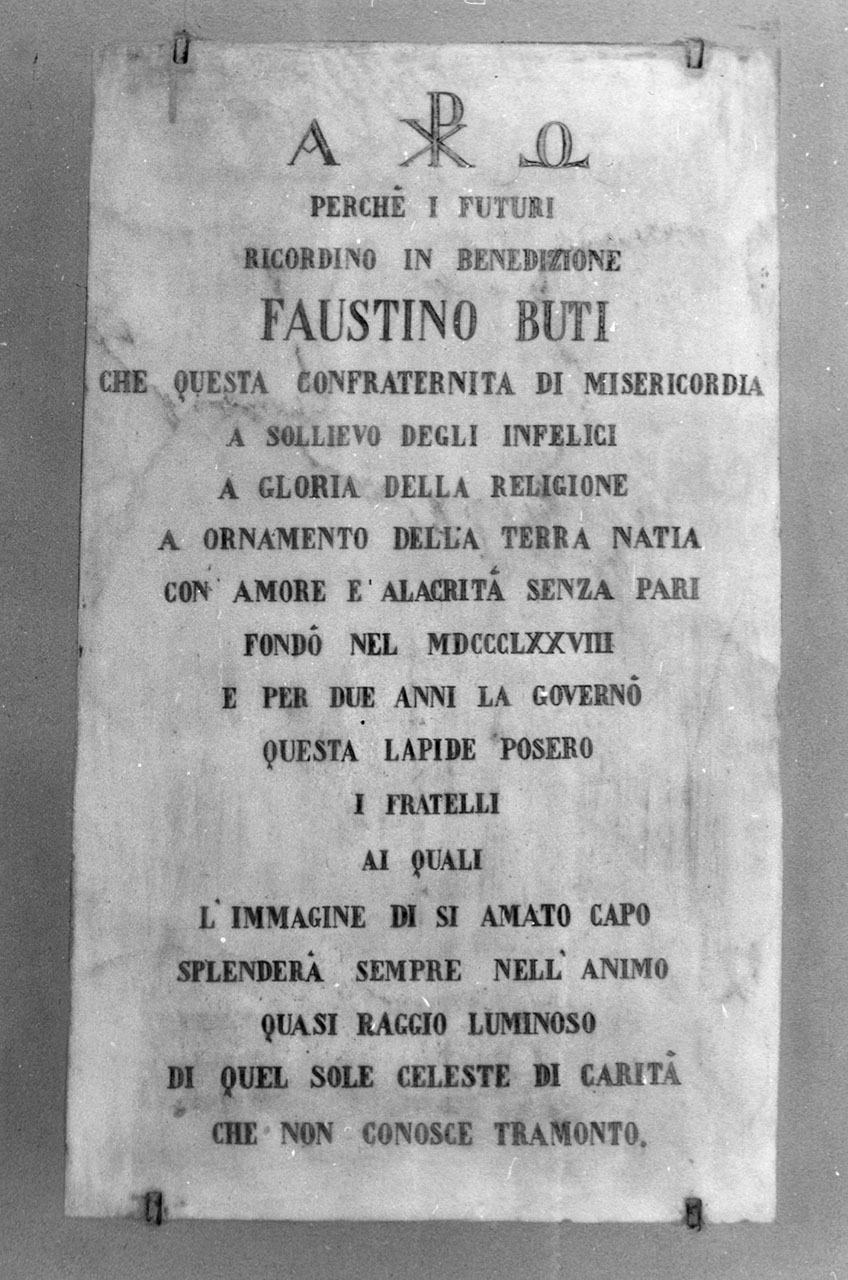 Α ☧ Ω
PERCHÈ I FUTURI
RICORDINO IN BENEDIZIONE
FAUSTINO BUTI
CHE QUESTA CONFRATERNITA DI MISERICORDIA
A SOLLIEVO DEGLI INFELICI
A GLORIA DELLA RELIGIONE
A ORNAMENTO DELLA TERRA NATIA
CON AMORE E ALACRITÀ SENZA PARI
FONDÒ NEL MDCCCLXXVIII
E PER DUE ANNI LA GOVERNÒ
QUESTA LAPIDE POSERO
I FRATELLI
AI QUALI
L'IMMAGINE DI SI AMATO CAPO
SPLENDERÀ SEMPRE NELL'ANIMO
QUASI RAGGIO LUMINOSO
DI QUEL SOLE CELESTE DI CARITÀ
CHE NON CONOSCE TRAMONTO.